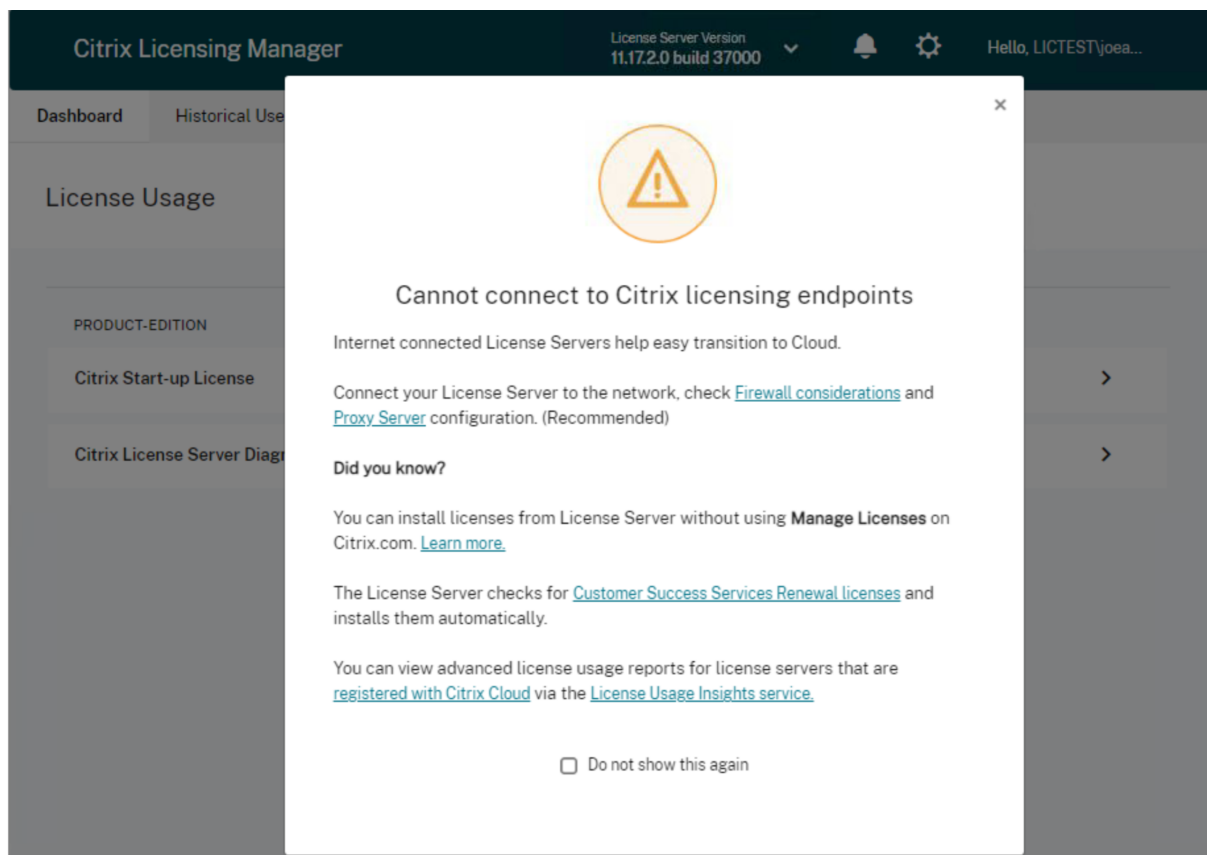 Citrix Licensing Manager
License Server Version
11.17.2.0 build 37000
Hello, LICTEST\joea...
Dashboard
Historical Use
License Usage
PRODUCT-EDITION
Citrix Start-up License
Citrix License Server Diagr
×
Cannot connect to Citrix licensing endpoints
Internet connected License Servers help easy transition to Cloud.
Connect your License Server to the network, check Firewall considerations and
Proxy Server configuration. (Recommended)
Did you know?
You can install licenses from License Server without using Manage Licenses on
Citrix.com. Learn more.
The License Server checks for Customer Success Services Renewal licenses and
installs them automatically.
You can view advanced license usage reports for license servers that are
registered with Citrix Cloud via the License Usage Insights service.
Do not show this again